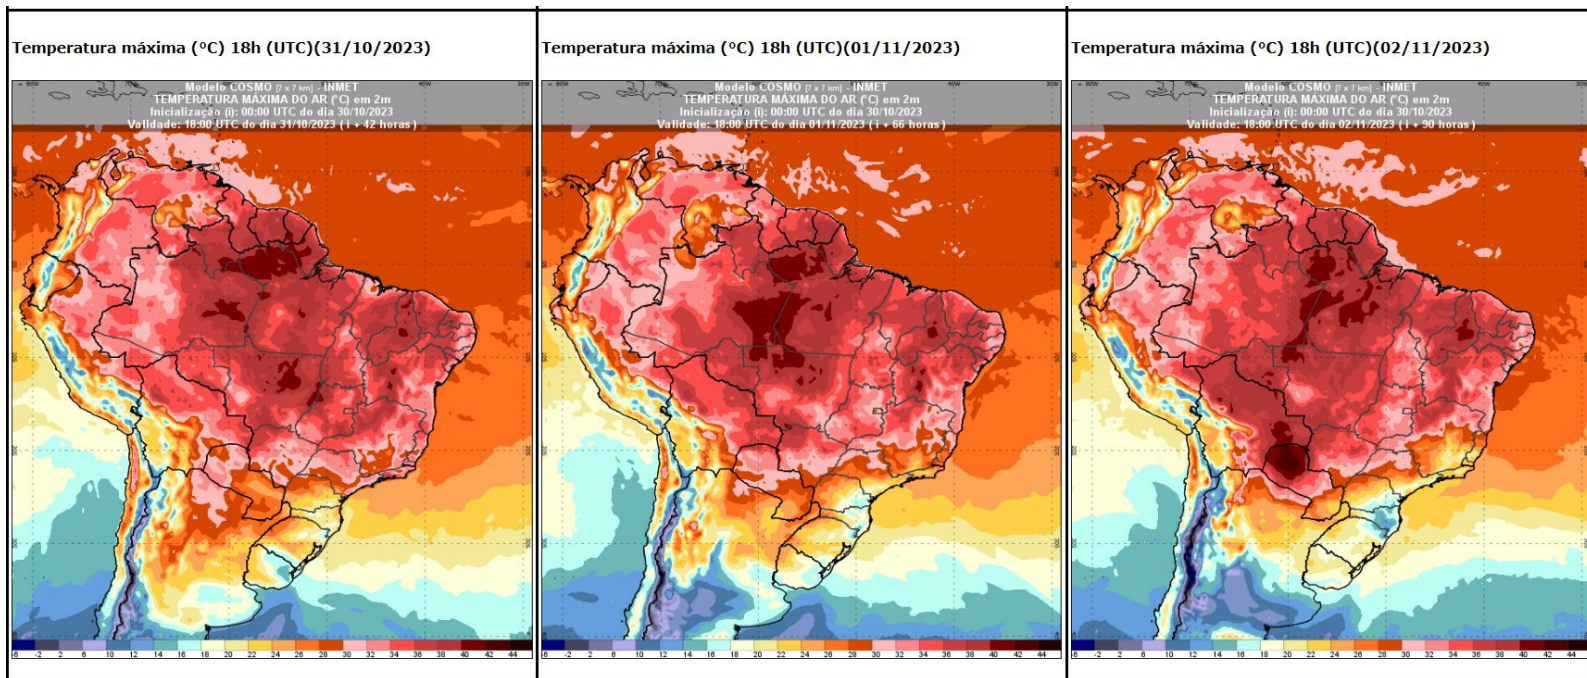 Temperatura máxima (ºC) 18h (UTC)(31/10/2023)
Modelo COSMO [7 x 7 km] - INMET
TEMPERATURA MÁXIMA DO AR (°C) em 2m
Inicialização (i): 00:00 UTC do dia 30/10/2023
Validade: 18:00 UTC do dia 31/10/2023 ( i + 42 horas )
-6 -2 2 6 10 12 14 16 18 20 22 24 26 28 30 32 34 36 38 40 42 44
Temperatura máxima (ºC) 18h (UTC)(01/11/2023)
Modelo COSMO [7 x 7 km] - INMET
TEMPERATURA MÁXIMA DO AR (°C) em 2m
Inicialização (i): 00:00 UTC do dia 30/10/2023
Validade: 18:00 UTC do dia 01/11/2023 ( i + 66 horas )
-6 -2 2 6 10 12 14 16 18 20 22 24 26 28 30 32 34 36 38 40 42 44
Temperatura máxima (ºC) 18h (UTC)(02/11/2023)
Modelo COSMO [7 x 7 km] - INMET
TEMPERATURA MÁXIMA DO AR (°C) em 2m
Inicialização (i): 00:00 UTC do dia 30/10/2023
Validade: 18:00 UTC do dia 02/11/2023 ( i + 90 horas )
-6 -2 2 6 10 12 14 16 18 20 22 24 26 28 30 32 34 36 38 40 42 44